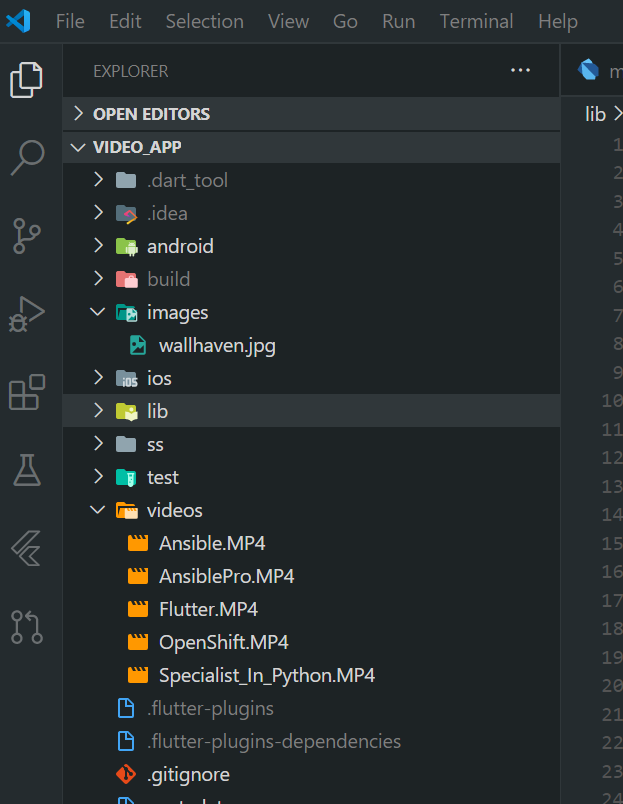 File Edit Selection View Go Run Terminal Help
EXPLORER
OPEN EDITORS
lib
VIDEO_APP
.dart_tool
.idea
android
build
images
wallhaven.jpg
iOS ios
lib
ss
test
videos
Ansible.MP4
AnsiblePro.MP4
Flutter.MP4
OpenShift.MP4
Specialist_In_Python.MP4
.flutter-plugins
.flutter-plugins-dependencies
.gitignore
1
2
3
4
5
6
7
8
9
10
11
12
13
14
15
16
17
18
19
20
21
22
23
24